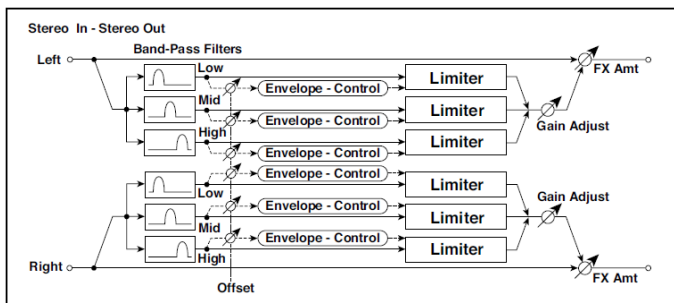 Stereo In - Stereo Out
Band-Pass Filters
Left
Low
FX Amt
Envelope - Control
Limiter
Mid
Envelope - Control
Limiter
High
Gain Adjust
Envelope - Control
Limiter
Envelope - Control
Low
Limiter
Gain Adjust
Envelope - Control
Mid
Limiter
Envelope - Control
High
Limiter
Right
FX Amt
Offset